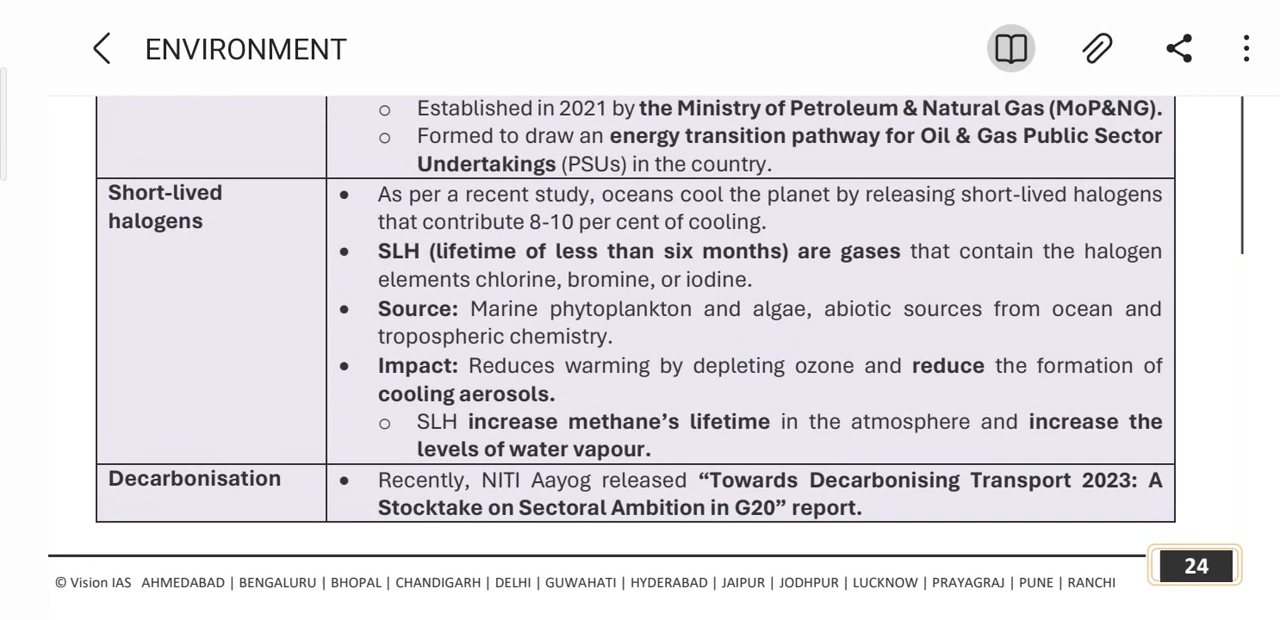 ENVIRONMENT
○ Established in 2021 by the Ministry of Petroleum & Natural Gas (MoP&NG).
○ Formed to draw an energy transition pathway for Oil & Gas Public Sector
Undertakings (PSUs) in the country.
Short-lived
halogens
• As per a recent study, oceans cool the planet by releasing short-lived halogens
that contribute 8-10 per cent of cooling.
• SLH (lifetime of less than six months) are gases that contain the halogen
elements chlorine, bromine, or iodine.
• Source: Marine phytoplankton and algae, abiotic sources from ocean and
tropospheric chemistry.
• Impact: Reduces warming by depleting ozone and reduce the formation of
cooling aerosols.
○ SLH increase methane’s lifetime in the atmosphere and increase the
levels of water vapour.
Decarbonisation
• Recently, NITI Aayog released “Towards Decarbonising Transport 2023: A
Stocktake on Sectoral Ambition in G20” report.
24
© Vision IAS AHMEDABAD | BENGALURU | BHOPAL | CHANDIGARH | DELHI | GUWAHATI | HYDERABAD | JAIPUR | JODHPUR | LUCKNOW | PRAYAGRAJ | PUNE | RANCHI